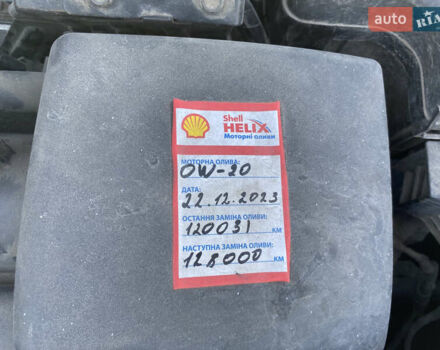 auto RIA
Shell
HELIX
Моторні оливи
МОТОРНА ОЛИВА:
OW-20
ДАТА:
22.12.2023
ОСТАННЯ ЗАМІНА ОЛИВИ:
120031 КМ
НАСТУПНА ЗАМІНА ОЛИВИ:
128000 КМ